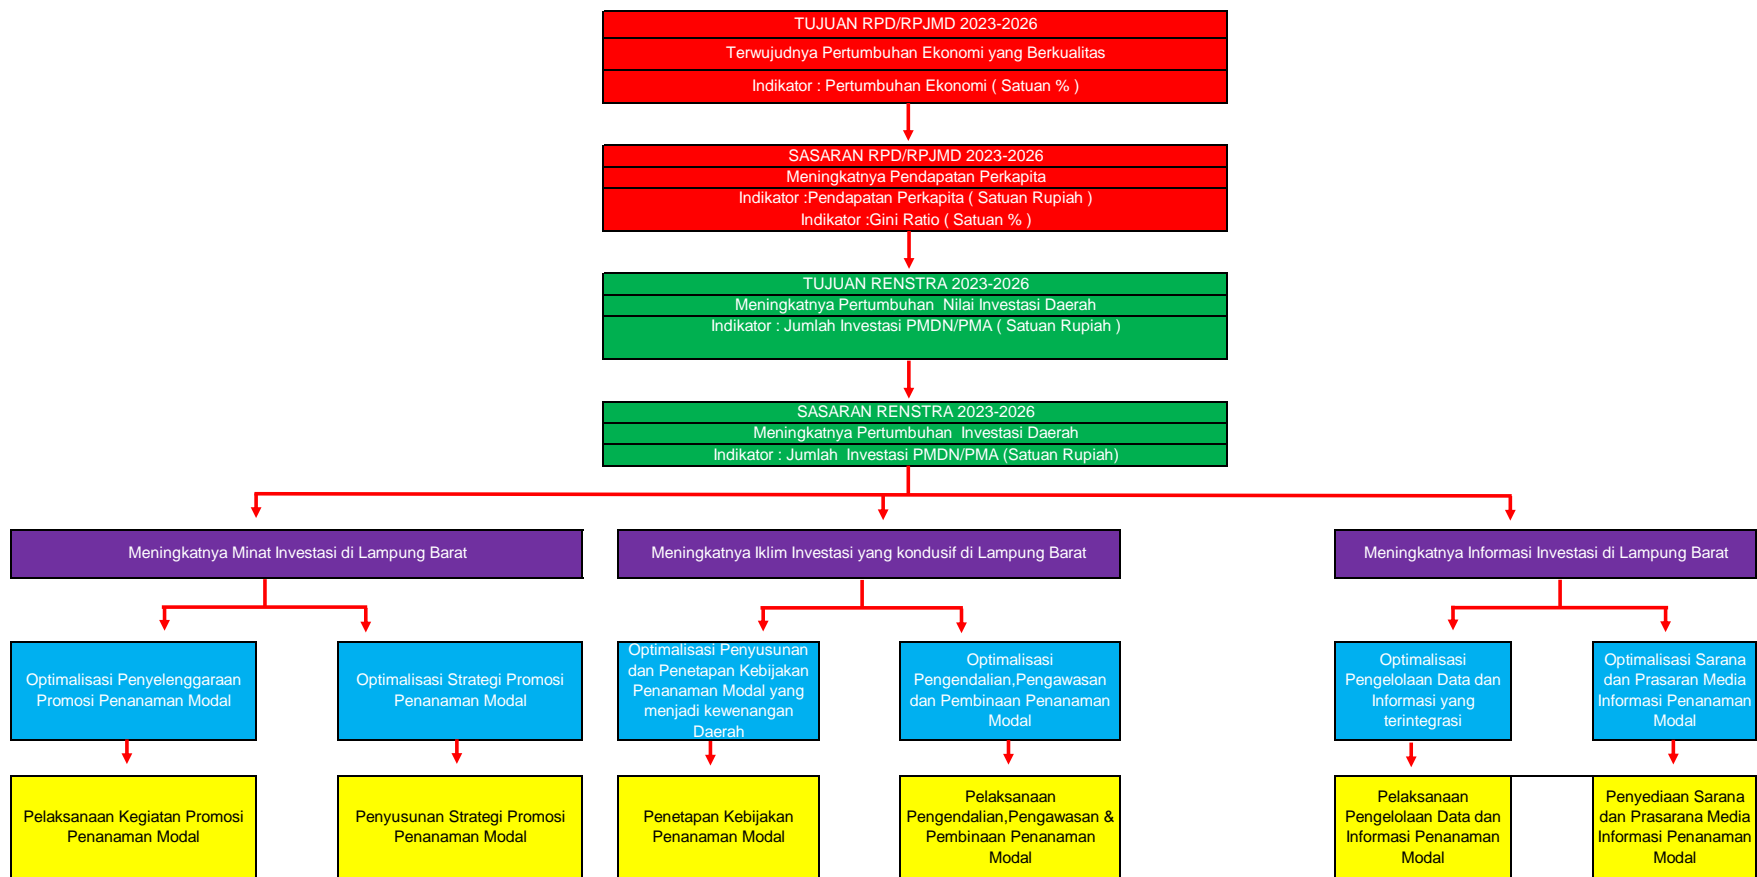 TUJUAN RPD/RPJMD 2023-2026
Terwujudnya Pertumbuhan Ekonomi yang Berkualitas
Indikator : Pertumbuhan Ekonomi ( Satuan % )
SASARAN RPD/RPJMD 2023-2026
Meningkatnya Pendapatan Perkapita
Indikator :Pendapatan Perkapita ( Satuan Rupiah )
Indikator :Gini Ratio ( Satuan % )
TUJUAN RENSTRA 2023-2026
Meningkatnya Pertumbuhan  Nilai Investasi Daerah
Indikator : Jumlah Investasi PMDN/PMA ( Satuan Rupiah )
SASARAN RENSTRA 2023-2026
Meningkatnya Pertumbuhan  Investasi Daerah
Indikator : Jumlah  Investasi PMDN/PMA (Satuan Rupiah)
Meningkatnya Minat Investasi di Lampung Barat
Meningkatnya Iklim Investasi yang kondusif di Lampung Barat
Meningkatnya Informasi Investasi di Lampung Barat
Optimalisasi Penyelenggaraan
Promosi Penanaman Modal
Optimalisasi Strategi Promosi
Penanaman Modal
Optimalisasi Penyusunan
dan Penetapan Kebijakan
Penanaman Modal yang
menjadi kewenangan
Daerah
Optimalisasi
Pengendalian,Pengawasan
dan Pembinaan Penanaman
Modal
Optimalisasi
Pengelolaan Data dan
Informasi yang
terintegrasi
Optimalisasi Sarana
dan Prasaran Media
Informasi Penanaman
Modal
Pelaksanaan Kegiatan Promosi
Penanaman Modal
Penyusunan Strategi Promosi
Penanaman Modal
Penetapan Kebijakan
Penanaman Modal
Pelaksanaan
Pengendalian,Pengawasan &
Pembinaan Penanaman
Modal
Pelaksanaan
Pengelolaan Data dan
Informasi Penanaman
Modal
Penyediaan Sarana
dan Prasarana Media
Informasi Penanaman
Modal